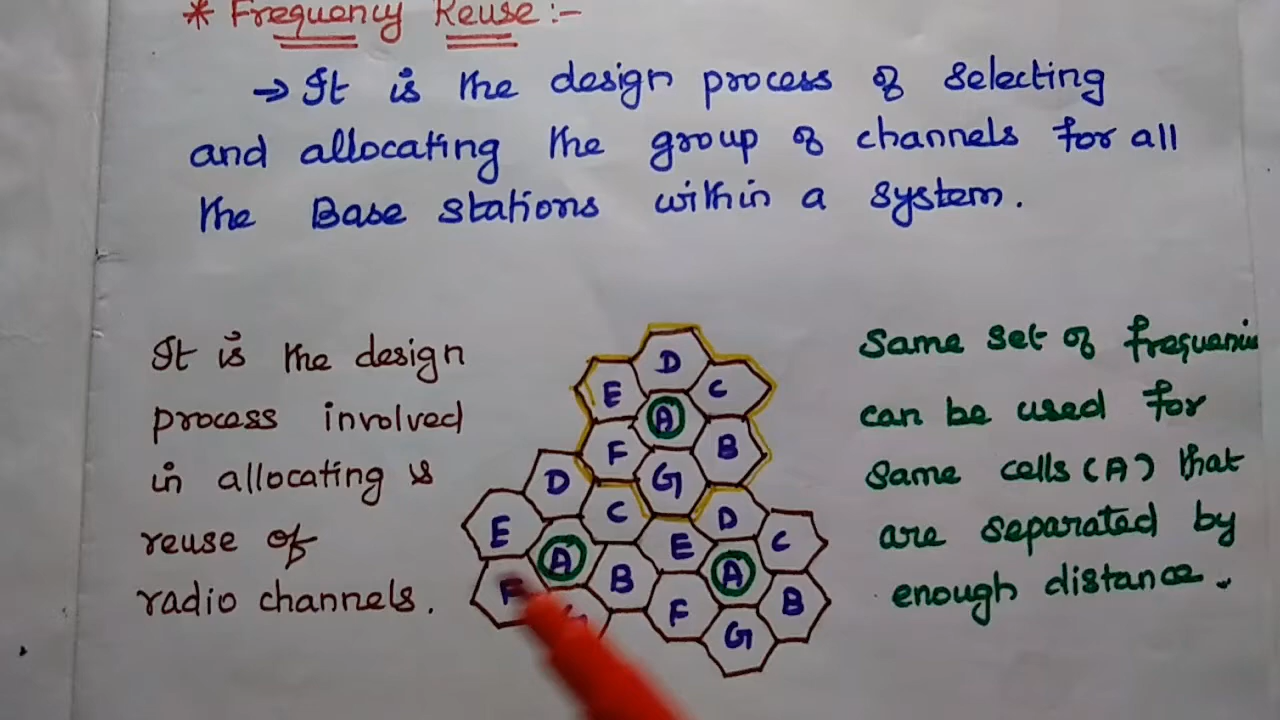 * Frequency Reuse :-
→ It is the design process of selecting
and allocating the group of channels for all
the Base stations within a system.
It is the design
process involved
in allocating is
reuse of
radio channels.
D
E C
A
F B
G
D
C D
E E C
A A
B
F F B
G
G
Same set of
can be used for
same cells (A) that
are separated by
enough distance.